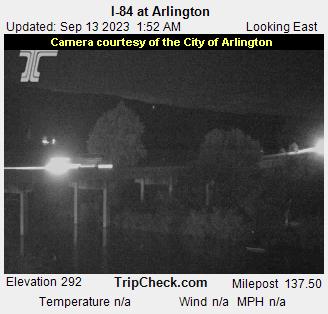 I-84 at Arlington
Updated: Sep 13 2023 1:52 AM Looking East
Camera courtesy of the City of Arlington
Elevation 292 TripCheck.com Milepost 137.50
Temperature n/a Wind n/a MPH n/a